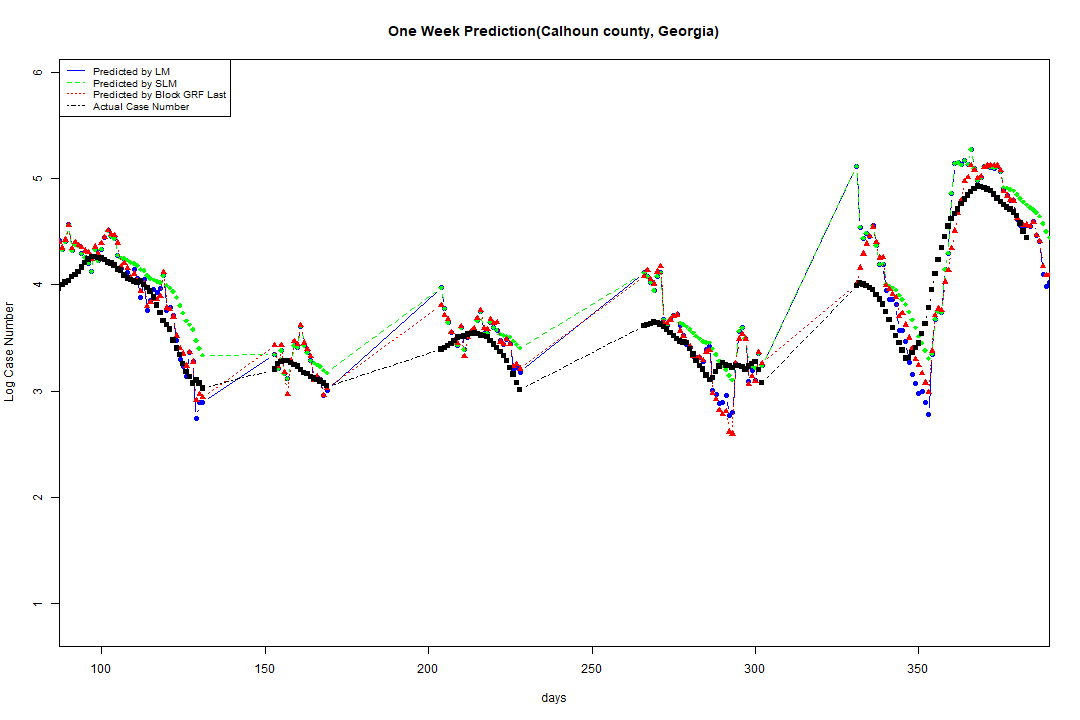 One Week Prediction(Calhoun county, Georgia)
Predicted by LM
Predicted by SLM
Predicted by Block GRF Last
Actual Case Number
6
5
4
3
2
1
Log Case Number
100 150 200 250 300 350
days